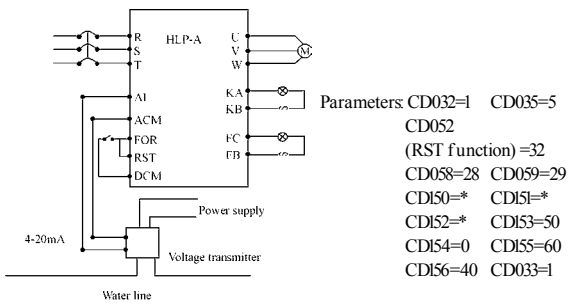 R
S
T
HLP-A
U
V
W
M
AI
ACM
FOR
RST
DCM
KA
KB
FC
FB
Power supply
4-20mA
Voltage transmitter
Water line
Parameters: CD032=1 CD035=5
CD052
(RST function) =32
CD058=28 CD059=29
CD150=* CD151=*
CD152=* CD153=50
CD154=0 CD155=60
CD156=40 CD033=1